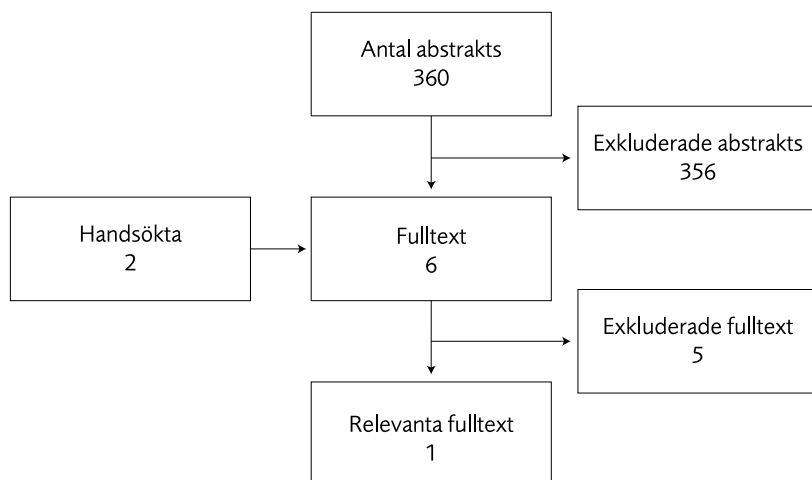 Antal abstrakts
360
Exkluderade abstrakts
356
Handsökta
2
Fulltext
6
Exkluderade fulltext
5
Relevanta fulltext
1